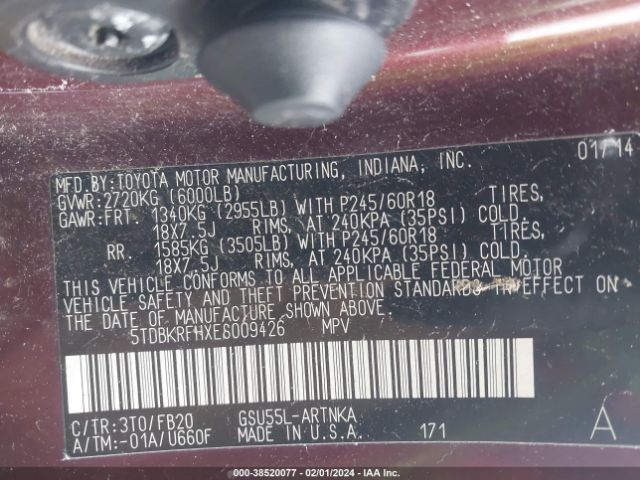 MFD. BY: TOYOTA MOTOR MANUFACTURING, INDIANA, INC. 01/14
GVWR: 2720KG (6000LB)
GAWR: FRT. 1340KG (2955LB) WITH P245/60R18 TIRES,
18X7.5J RIMS, AT 240KPA (35PSI) COLD.
RR 1585KG (3505LB) WITH P245/60R18 TIRES,
18X7.5J RIMS, AT 240KPA (35PSI) COLD.
THIS VEHICLE CONFORMS TO ALL APPLICABLE FEDERAL MOTOR
VEHICLE SAFETY AND THEFT PREVENTION STANDARDS IN EFFECT ON
THE DATE OF MANUFACTURE SHOWN ABOVE.
5TDBKRFHXES009426 MPV
C/TR: 3T0/FB20 GSU55L-ARTNKA
A/TM: -01A/U660F MADE IN U.S.A. 171 A
000-38520077 - 02/01/2024 - IAA Inc.